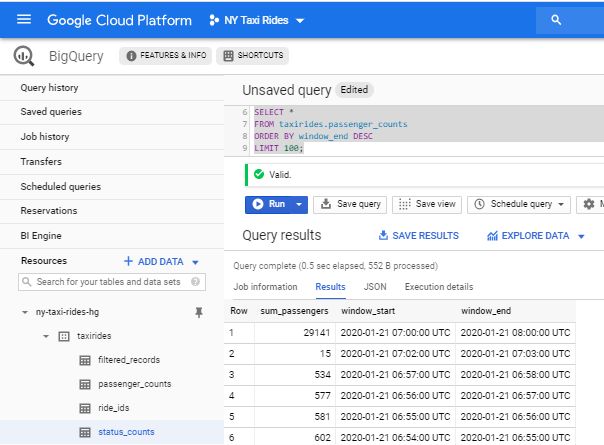 Google Cloud Platform NY Taxi Rides
BigQuery FEATURES & INFO SHORTCUTS
Query history
Saved queries
Job history
Transfers
Scheduled queries
Reservations
BI Engine
Resources + ADD DATA
Search for your tables and data sets
ny-taxi-rides-hg
taxirides
filtered_records
passenger_counts
ride_ids
status_counts
Unsaved query Edited
6 SELECT *
7 FROM taxirides.passenger_counts
8 ORDER BY window_end DESC
9 LIMIT 100;
Valid.
Run Save query Save view Schedule query M
Query results SAVE RESULTS EXPLORE DATA
Query complete (0.5 sec elapsed, 552 B processed)
Job information Results JSON Execution details
Row sum_passengers window_start window_end
1 29141 2020-01-21 07:00:00 UTC 2020-01-21 08:00:00 UTC
2 15 2020-01-21 07:02:00 UTC 2020-01-21 07:03:00 UTC
3 534 2020-01-21 06:57:00 UTC 2020-01-21 06:58:00 UTC
4 577 2020-01-21 06:56:00 UTC 2020-01-21 06:57:00 UTC
5 581 2020-01-21 06:55:00 UTC 2020-01-21 06:56:00 UTC
6 602 2020-01-21 06:54:00 UTC 2020-01-21 06:55:00 UTC